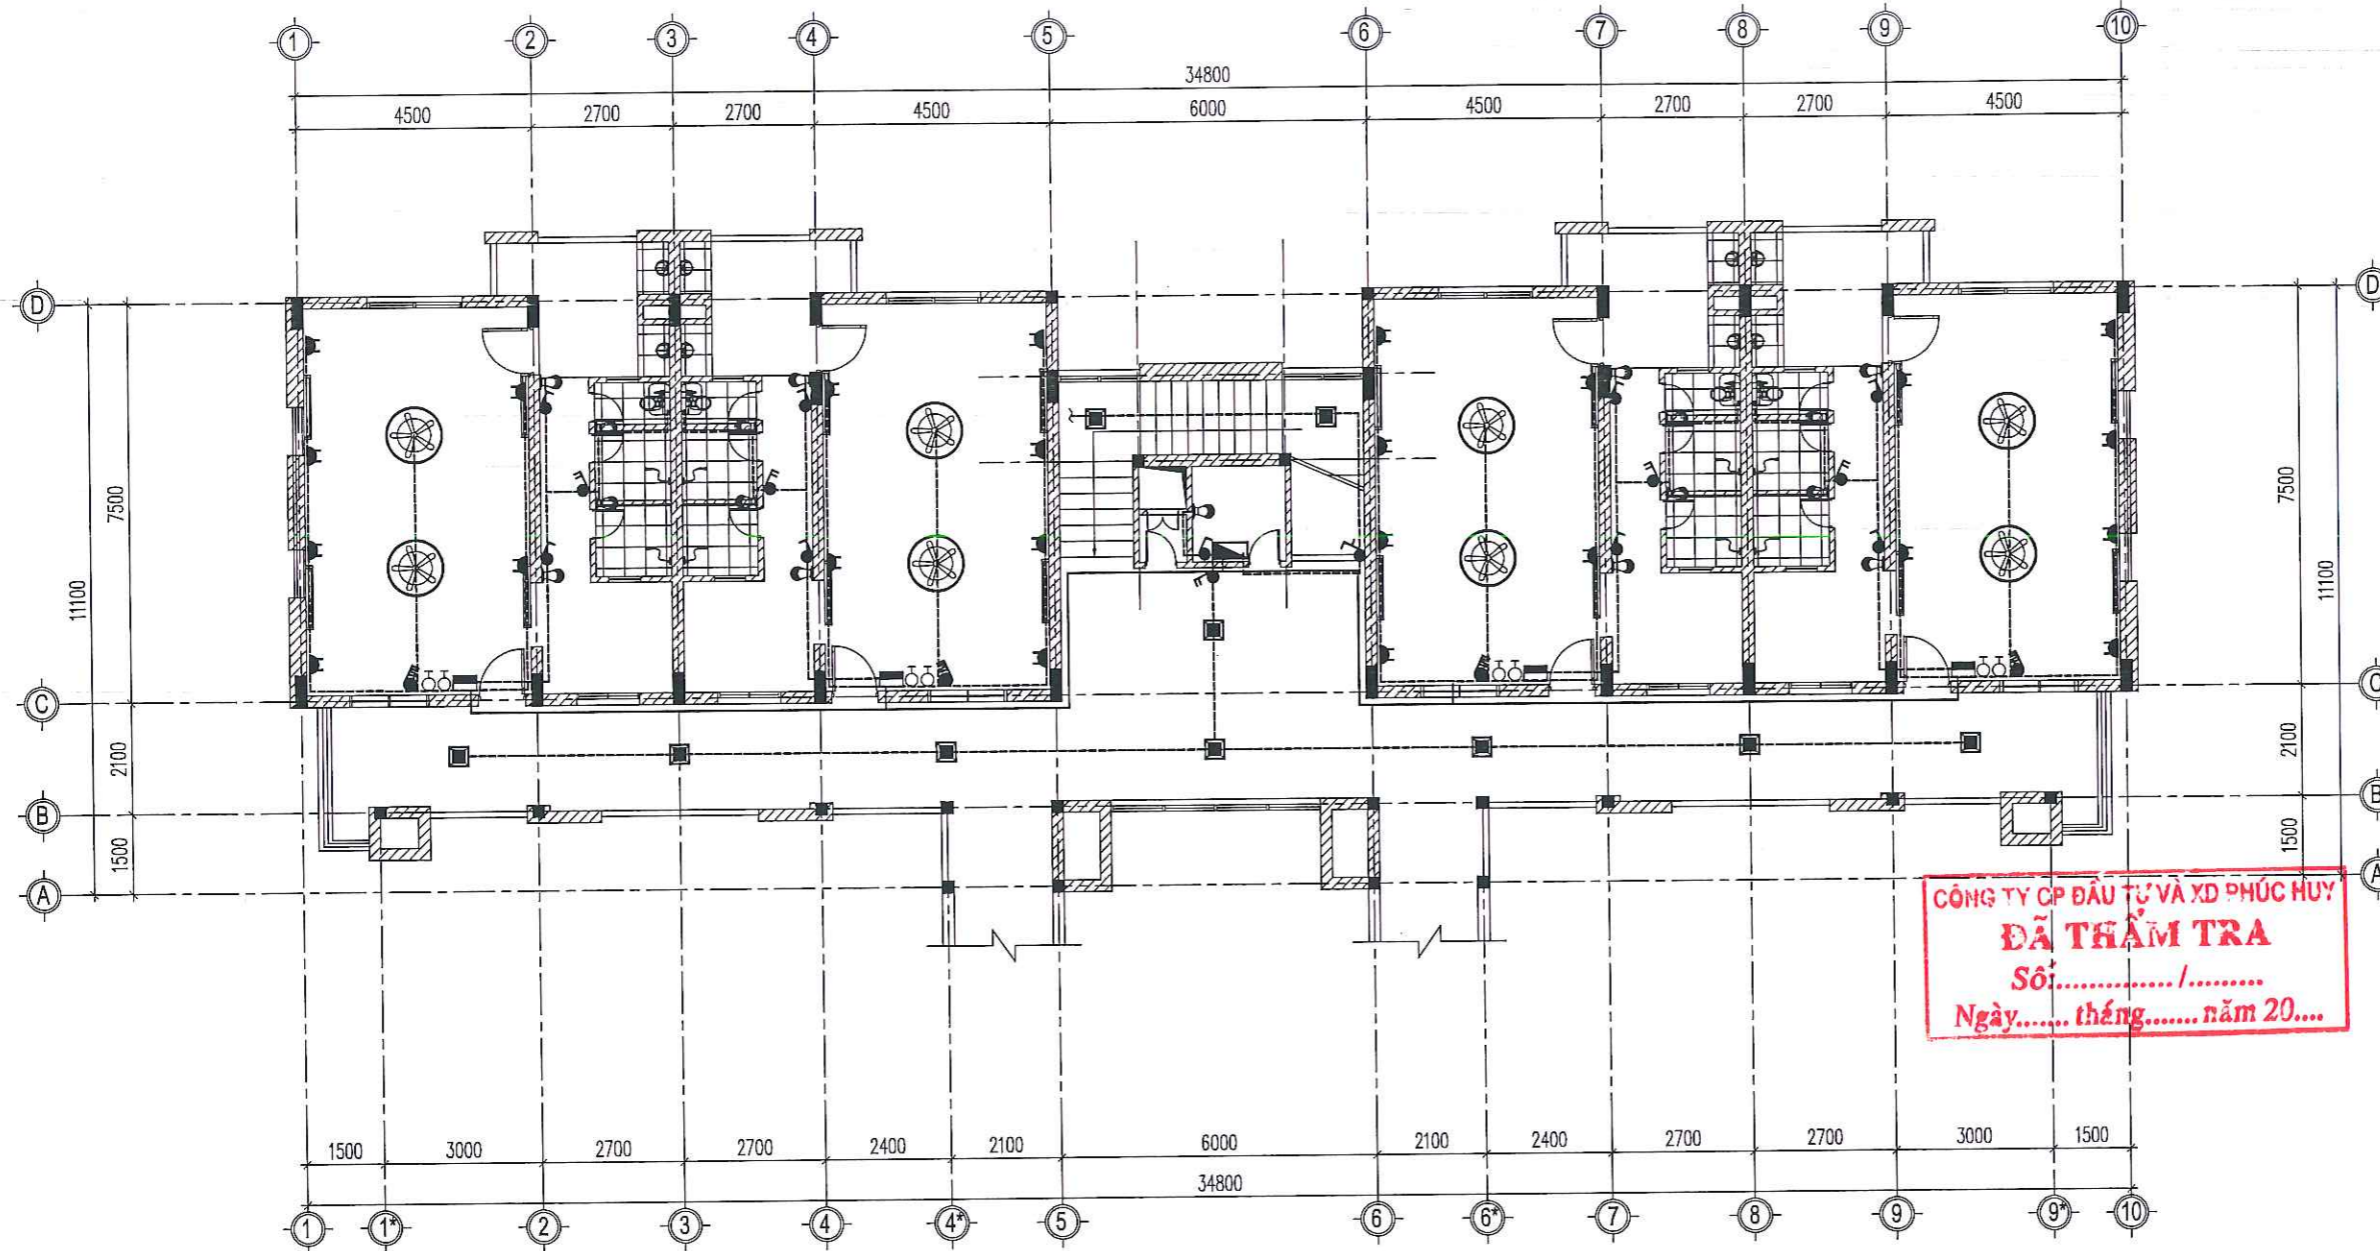 1 2 3 4 5 6 7 8 9 10
34800
4500 2700 2700 4500 6000 4500 2700 2700 4500
D D
7500 7500
11100 11100
C C
2100 2100
B B
1500 1500
A A
CÔNG TY CP ĐẦU TƯ VÀ XD PHÚC HUY
ĐÃ THẨM TRA
Số:............../.........
Ngày....... tháng....... năm 20....
1500 3000 2700 2700 2400 2100 6000 2100 2400 2700 2700 3000 1500
34800
1 1* 2 3 4 4* 5 6 6* 7 8 9 9* 10